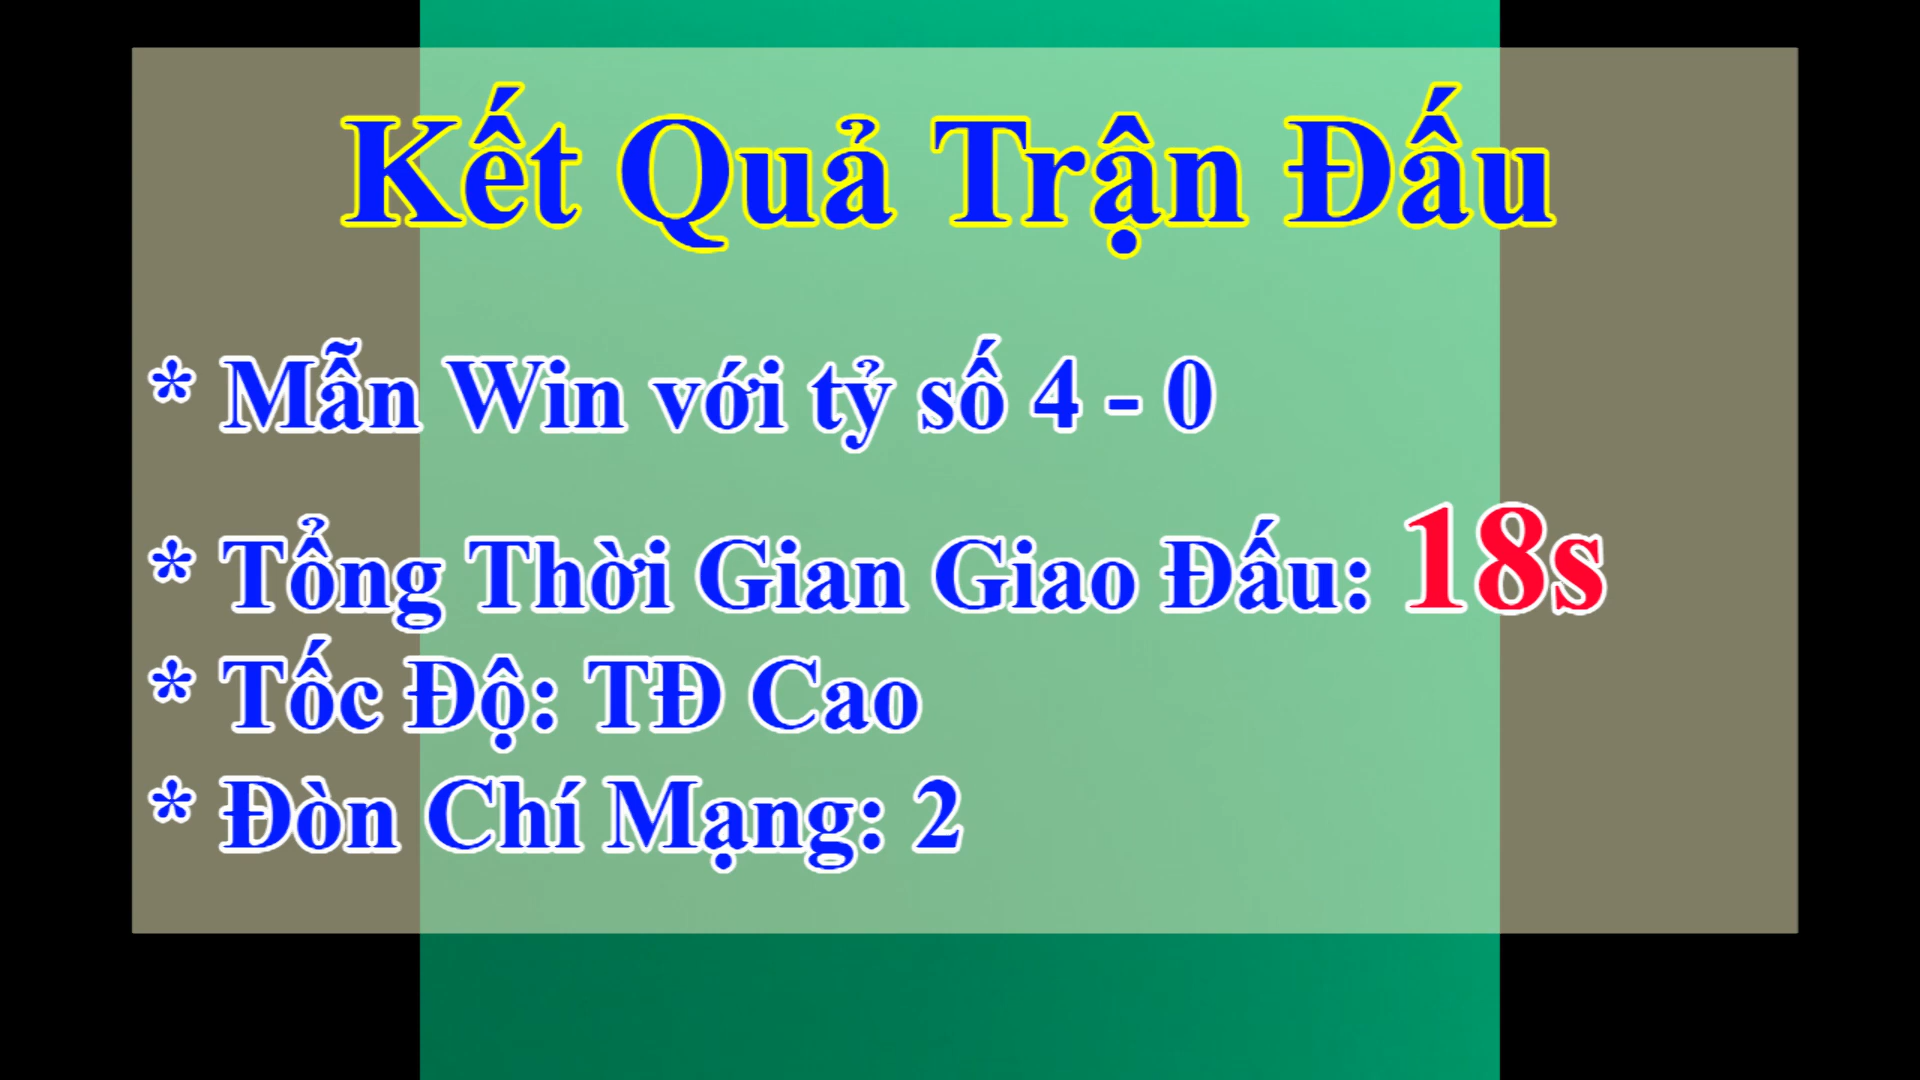 Kết Quả Trận Đấu
* Mẫn Win với tỷ số 4 - 0
* Tổng Thời Gian Giao Đấu: 18s
* Tốc Độ: TĐ Cao
* Đòn Chí Mạng: 2